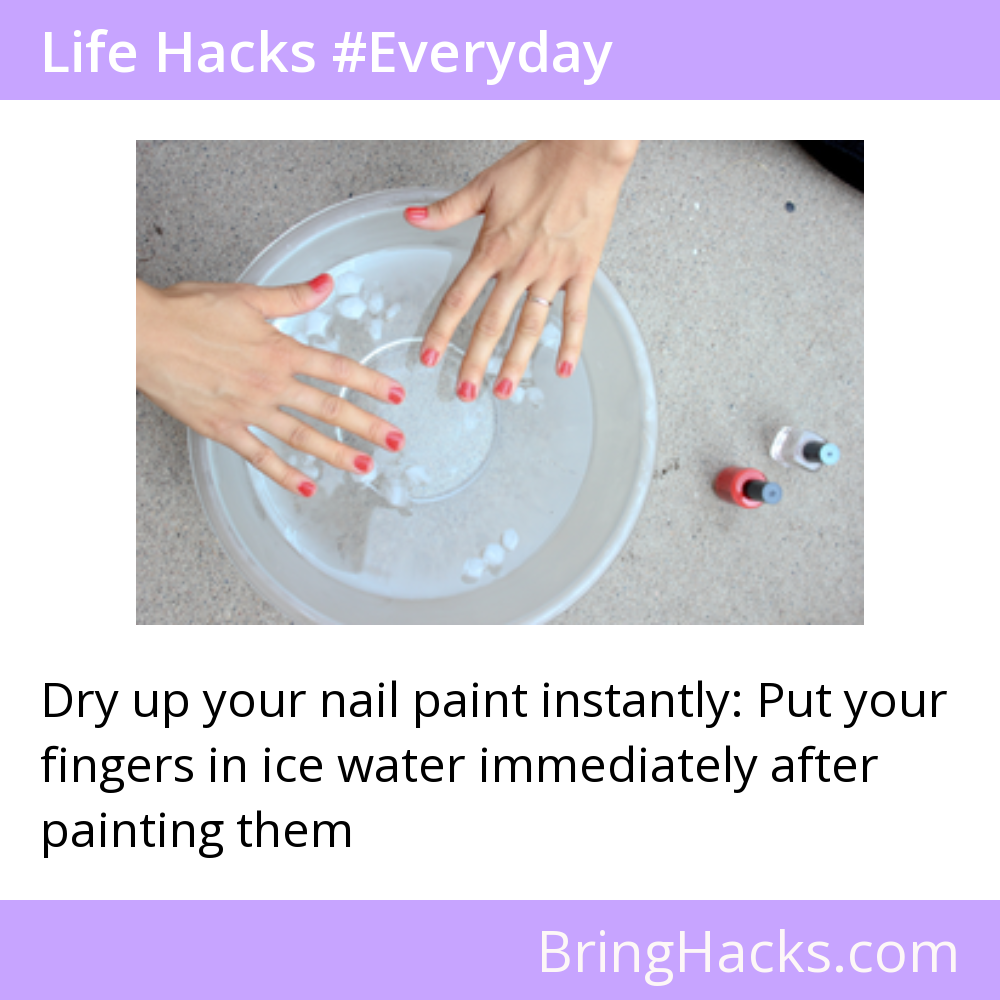 Life Hacks #Everyday
Dry up your nail paint instantly: Put your
fingers in ice water immediately after
painting them
BringHacks.com